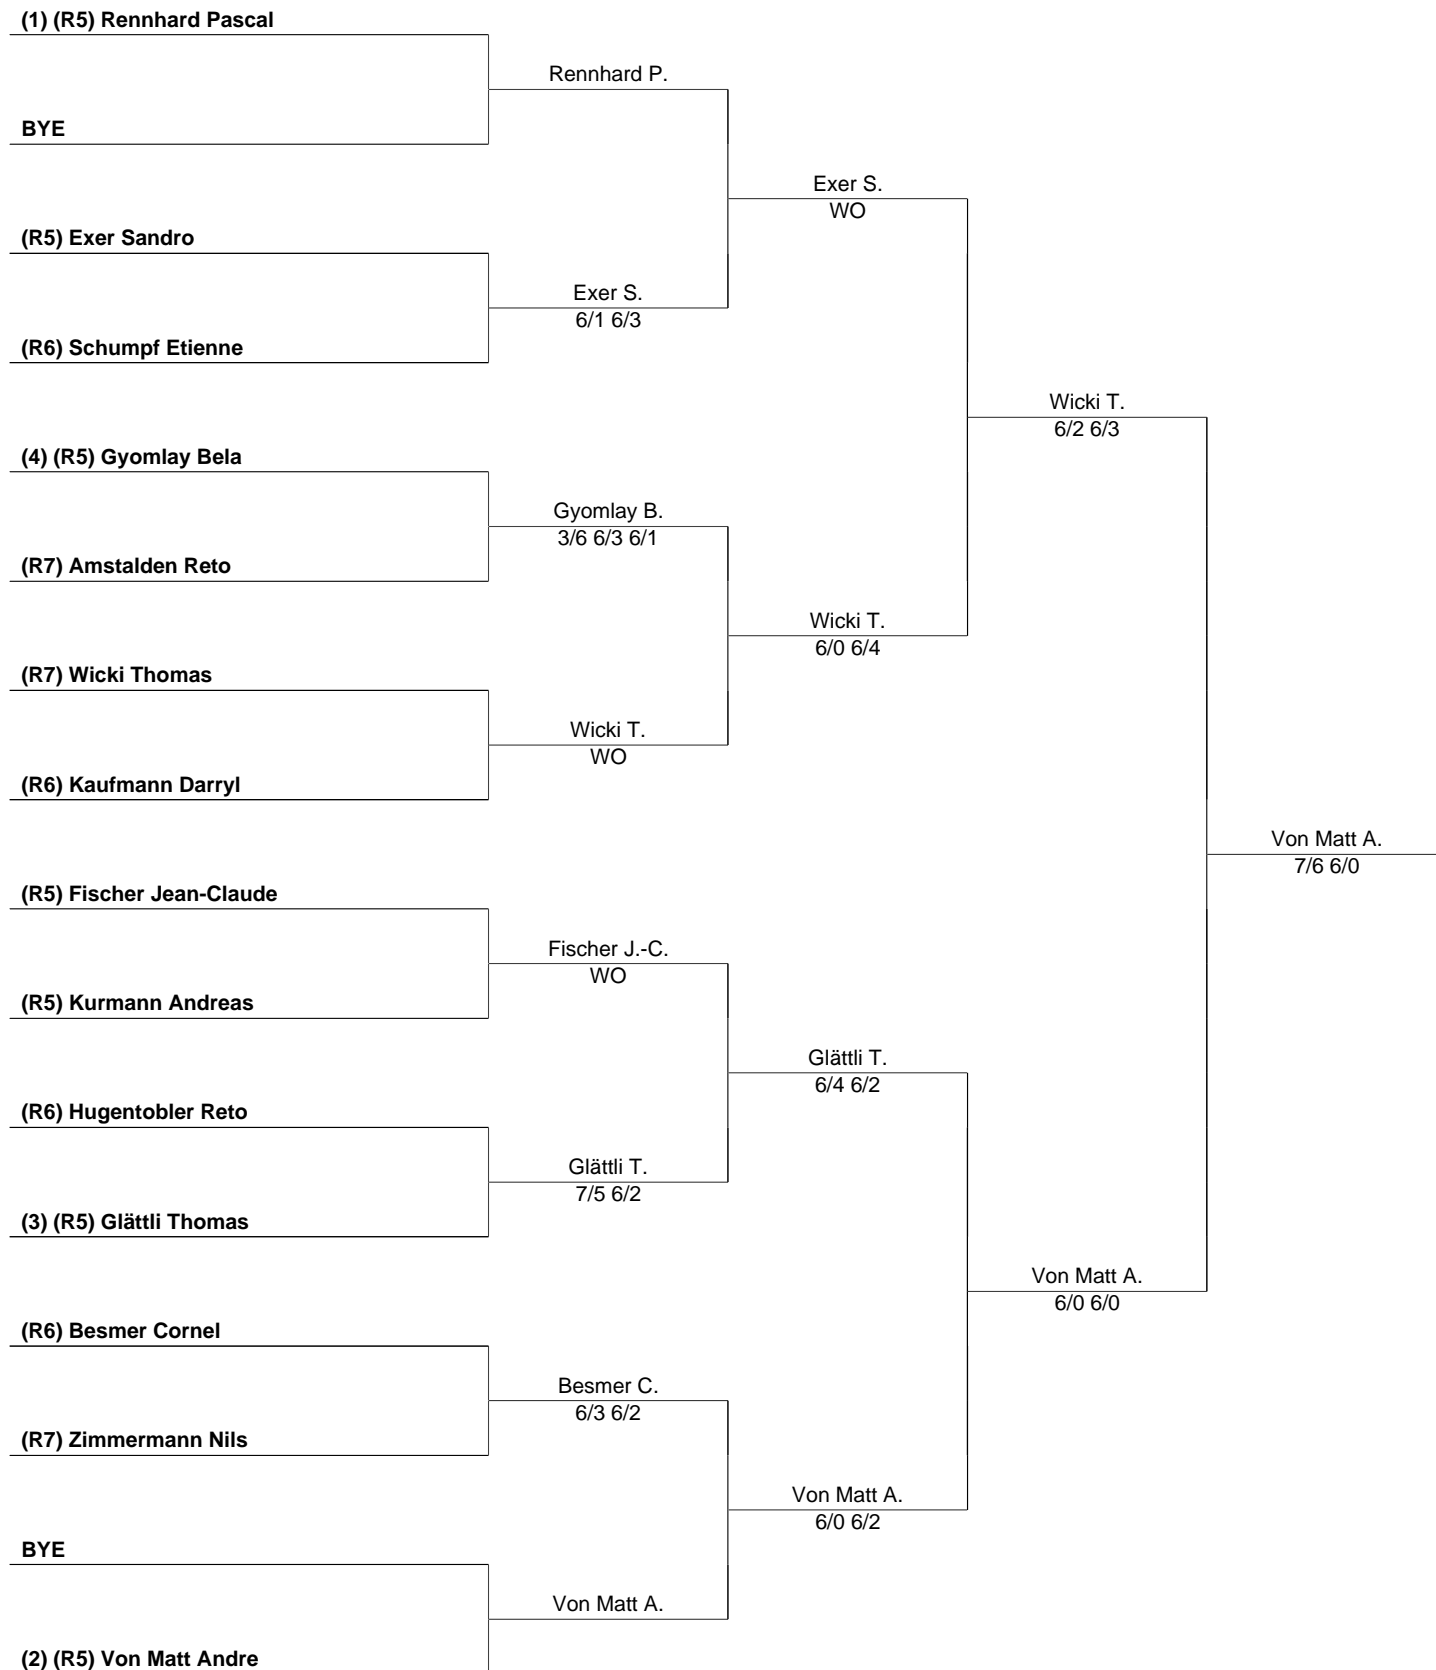 (1) (R5) Rennhard Pascal
Rennhard P.
BYE
Exer S.
WO
(R5) Exer Sandro
Exer S.
6/1 6/3
(R6) Schumpf Etienne
Wicki T.
6/2 6/3
(4) (R5) Gyomlay Bela
Gyomlay B.
3/6 6/3 6/1
(R7) Amstalden Reto
Wicki T.
6/0 6/4
(R7) Wicki Thomas
Wicki T.
WO
(R6) Kaufmann Darryl
Von Matt A.
7/6 6/0
(R5) Fischer Jean-Claude
Fischer J.-C.
WO
(R5) Kurmann Andreas
Glättli T.
6/4 6/2
(R6) Hugentobler Reto
Glättli T.
7/5 6/2
(3) (R5) Glättli Thomas
Von Matt A.
6/0 6/0
(R6) Besmer Cornel
Besmer C.
6/3 6/2
(R7) Zimmermann Nils
Von Matt A.
6/0 6/2
BYE
Von Matt A.
(2) (R5) Von Matt Andre